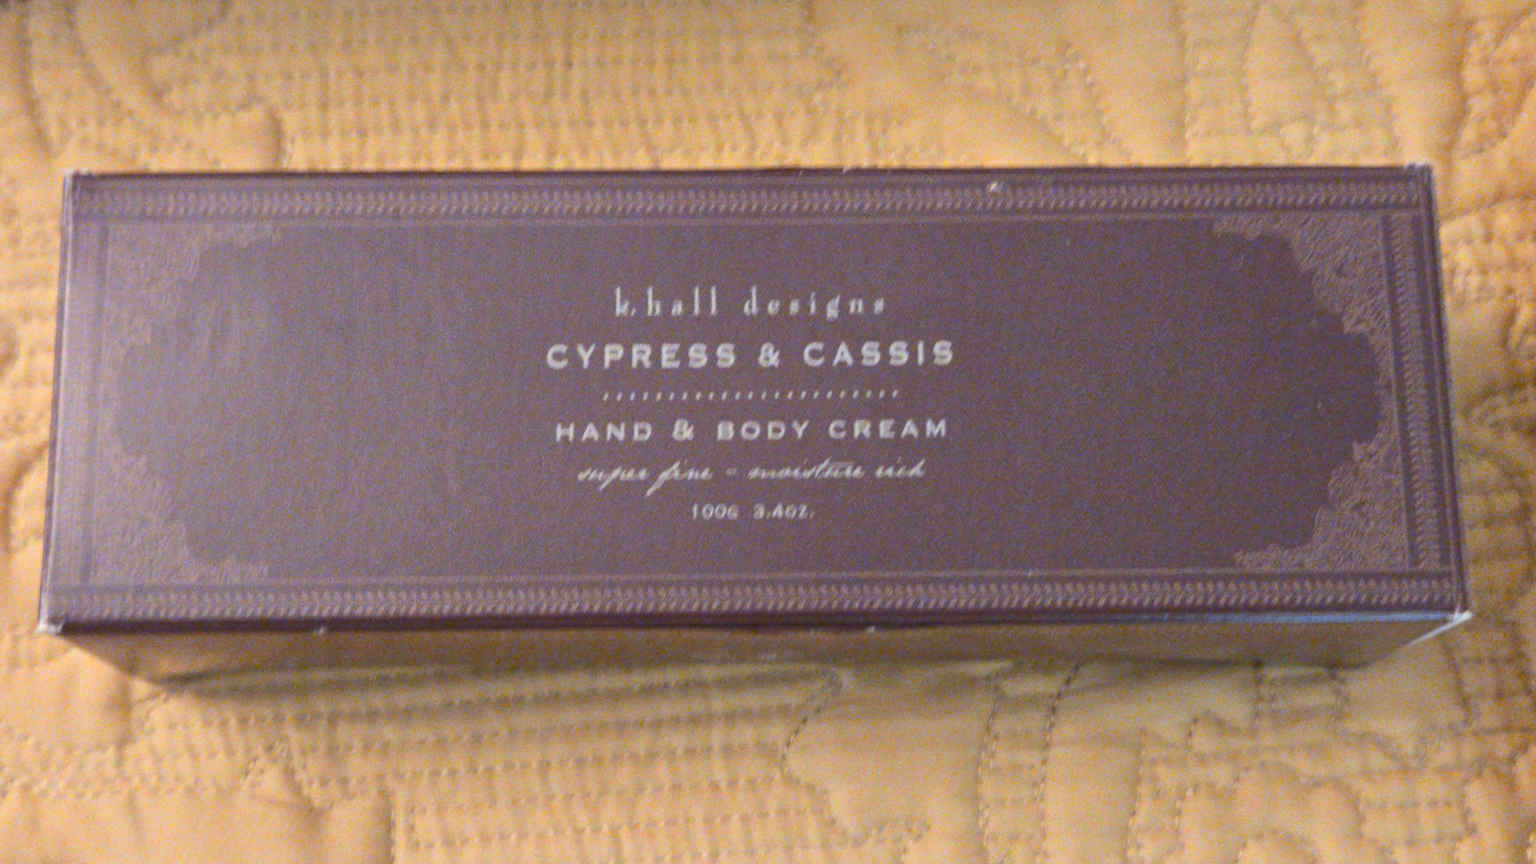 k. hall designs
CYPRESS & CASSIS
HAND & BODY CREAM
super fine - moisture rich
100G 3.4OZ.